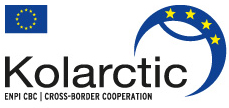 Kolarctic
ENPI CBC | CROSS-BORDER COOPERATION